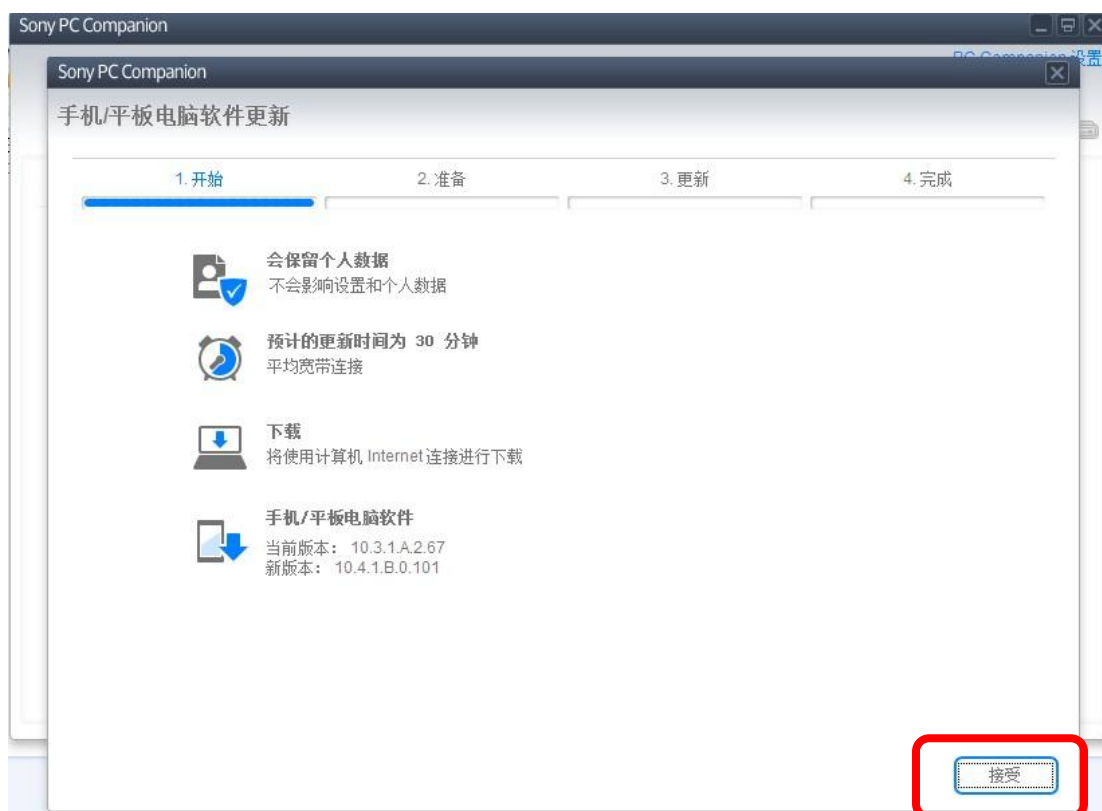 Sony PC Companion
PC Companion 设置
Sony PC Companion
手机/平板电脑软件更新
1. 开始
2. 准备
3. 更新
4. 完成
会保留个人数据
不会影响设置和个人数据
预计的更新时间为 30 分钟
平均宽带连接
下载
将使用计算机 Internet 连接进行下载
手机/平板电脑软件
当前版本： 10.3.1.A.2.67
新版本： 10.4.1.B.0.101
接受